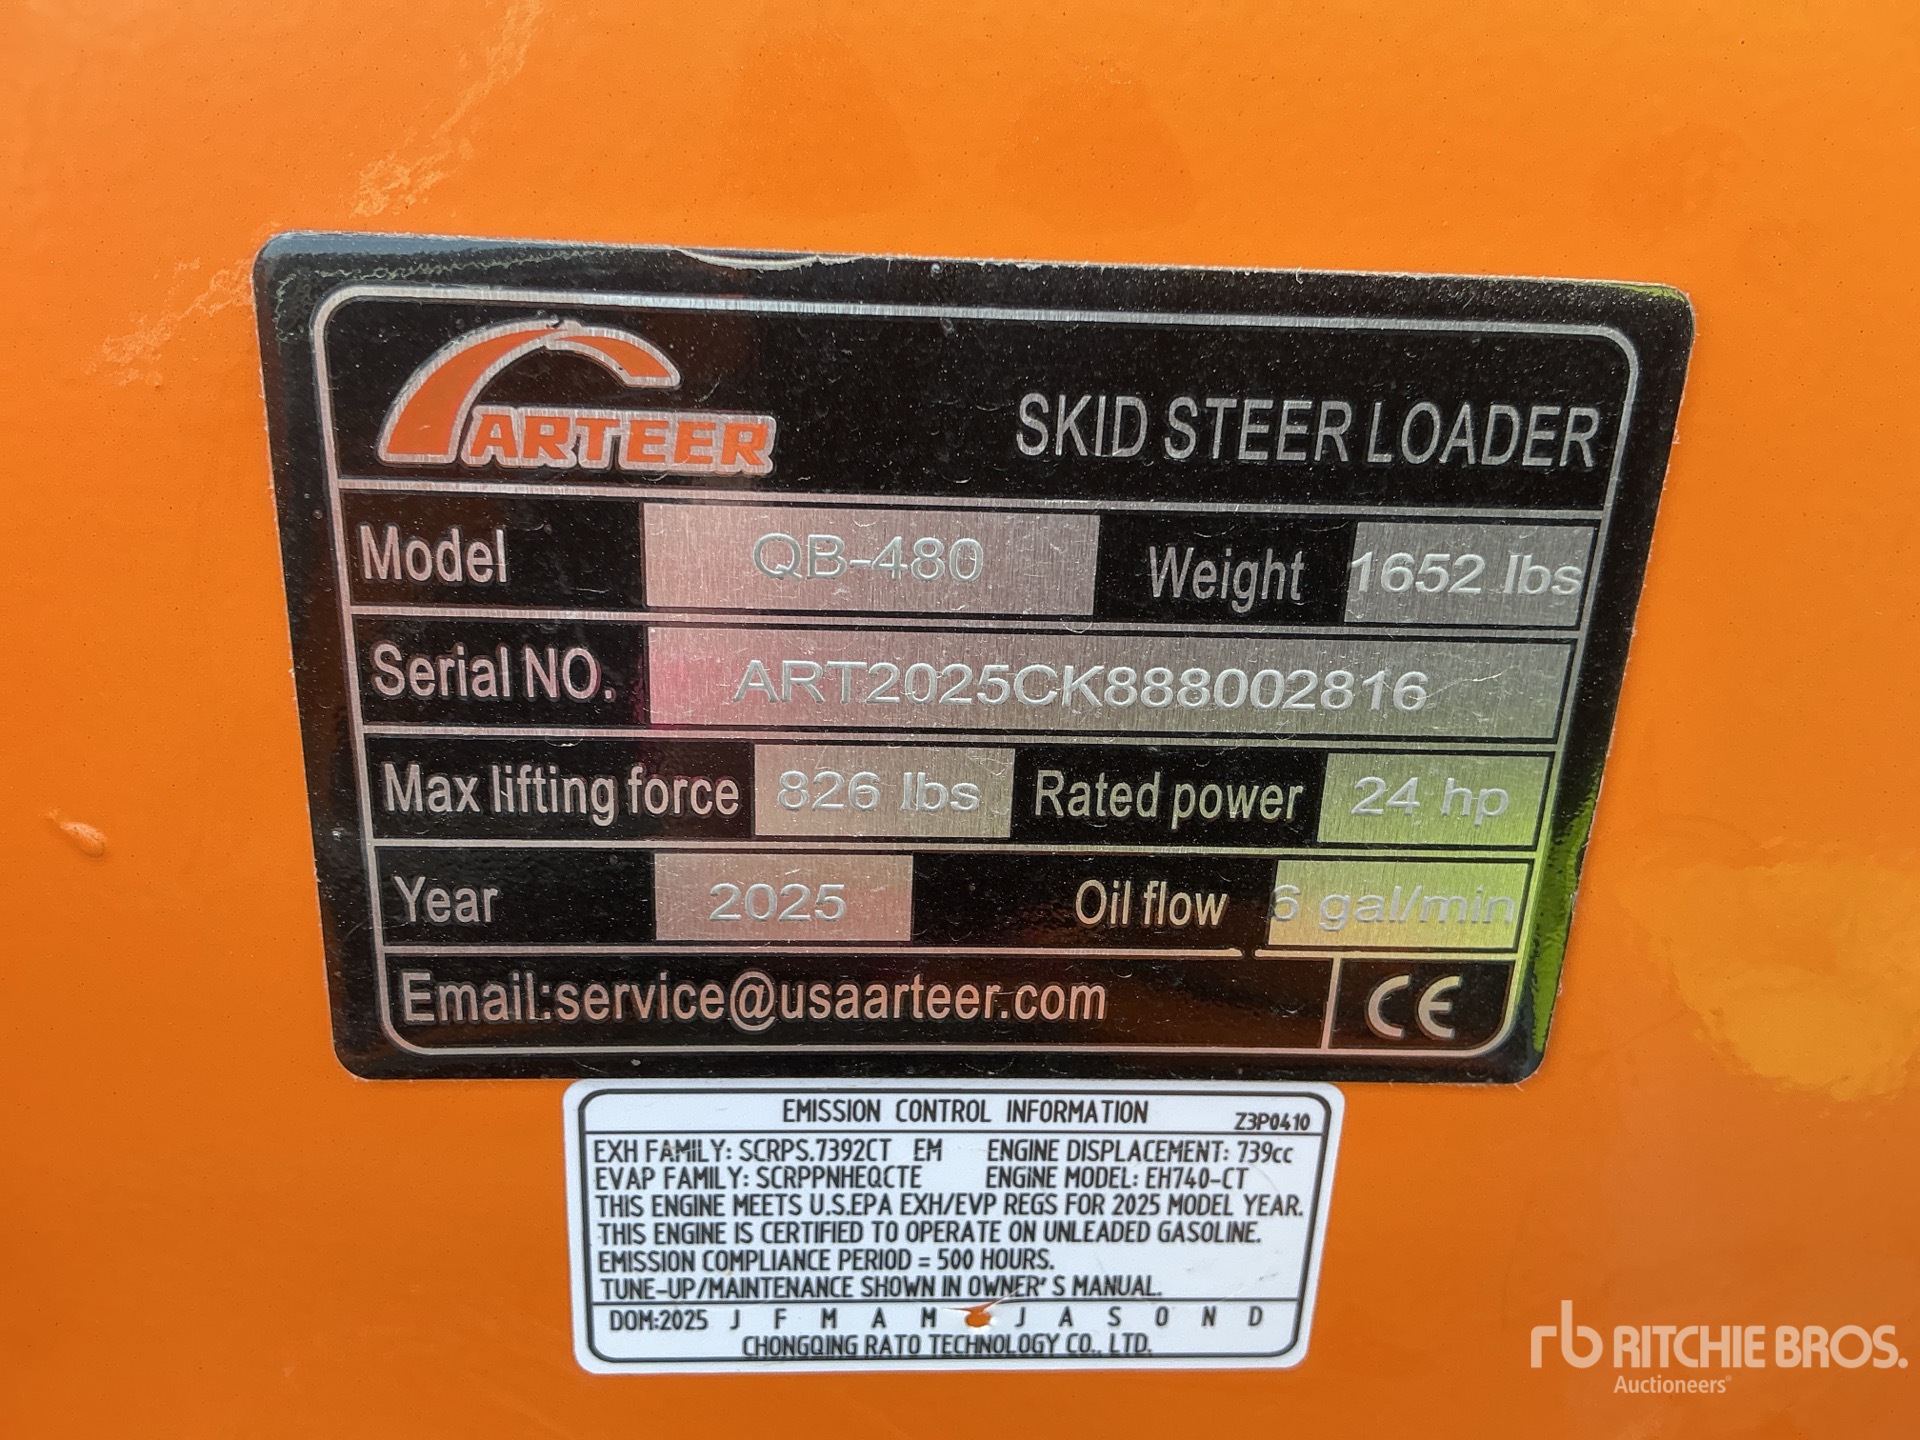 ARTEER
SKID STEER LOADER
Model QB-480 Weight 1652 lbs
Serial NO. ART2025CK888002816
Max lifting force 826 lbs Rated power 24 hp
Year 2025 Oil flow 6 gal/min
Email:service@usaarteer.com CE
EMISSION CONTROL INFORMATION Z3P0410
EXH FAMILY: SCRPS.7392CT EM ENGINE DISPLACEMENT: 739cc
EVAP FAMILY: SCRPPNHEQCTE ENGINE MODEL: EH740-CT
THIS ENGINE MEETS U.S.EPA EXH/EVP REGS FOR 2025 MODEL YEAR.
THIS ENGINE IS CERTIFIED TO OPERATE ON UNLEADED GASOLINE.
EMISSION COMPLIANCE PERIOD = 500 HOURS.
TUNE-UP/MAINTENANCE SHOWN IN OWNER'S MANUAL.
DOM:2025 J F M A M J A S O N D
CHONGQING RATO TECHNOLOGY CO., LTD.
rb RITCHIE BROS.
Auctioneers